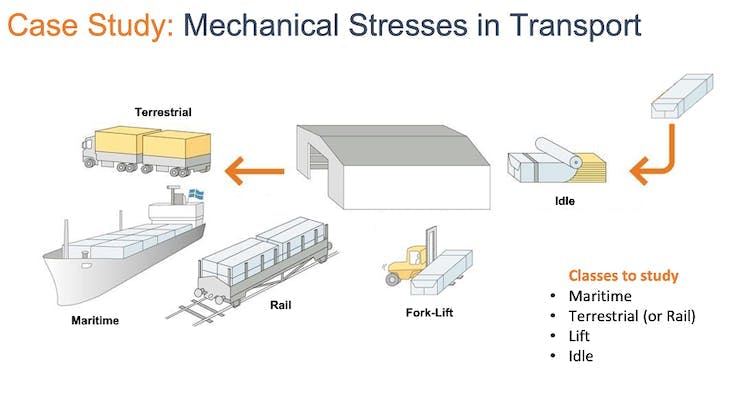 Case Study: Mechanical Stresses in Transport
Terrestrial
Idle
Maritime
Rail
Fork-Lift
Classes to study
• Maritime
• Terrestrial (or Rail)
• Lift
• Idle